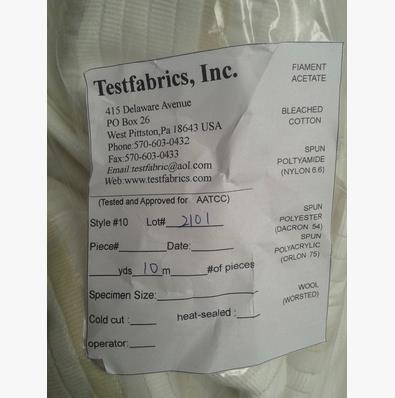 Testfabrics, Inc.
415 Delaware Avenue
PO Box 26
West Pittston,Pa 18643 USA
Phone:570-603-0432
Fax:570-603-0433
Email:testfabric@aol.com
Web:www.testfabrics.com
(Tested and Approved for AATCC)
Style #10 Lot# 2101
Piece# Date:
yds 10 m #of pieces
Specimen Size:
Cold cut : heat-sealed :
operator:
FIAMENT
ACETATE
BLEACHED
COTTON
SPUN
POLTYAMIDE
(NYLON 6.6)
SPUN
POLYESTER
(DACRON 54)
SPUN
POLYACRYLIC
(ORLON 75)
WOOL
(WORSTED)